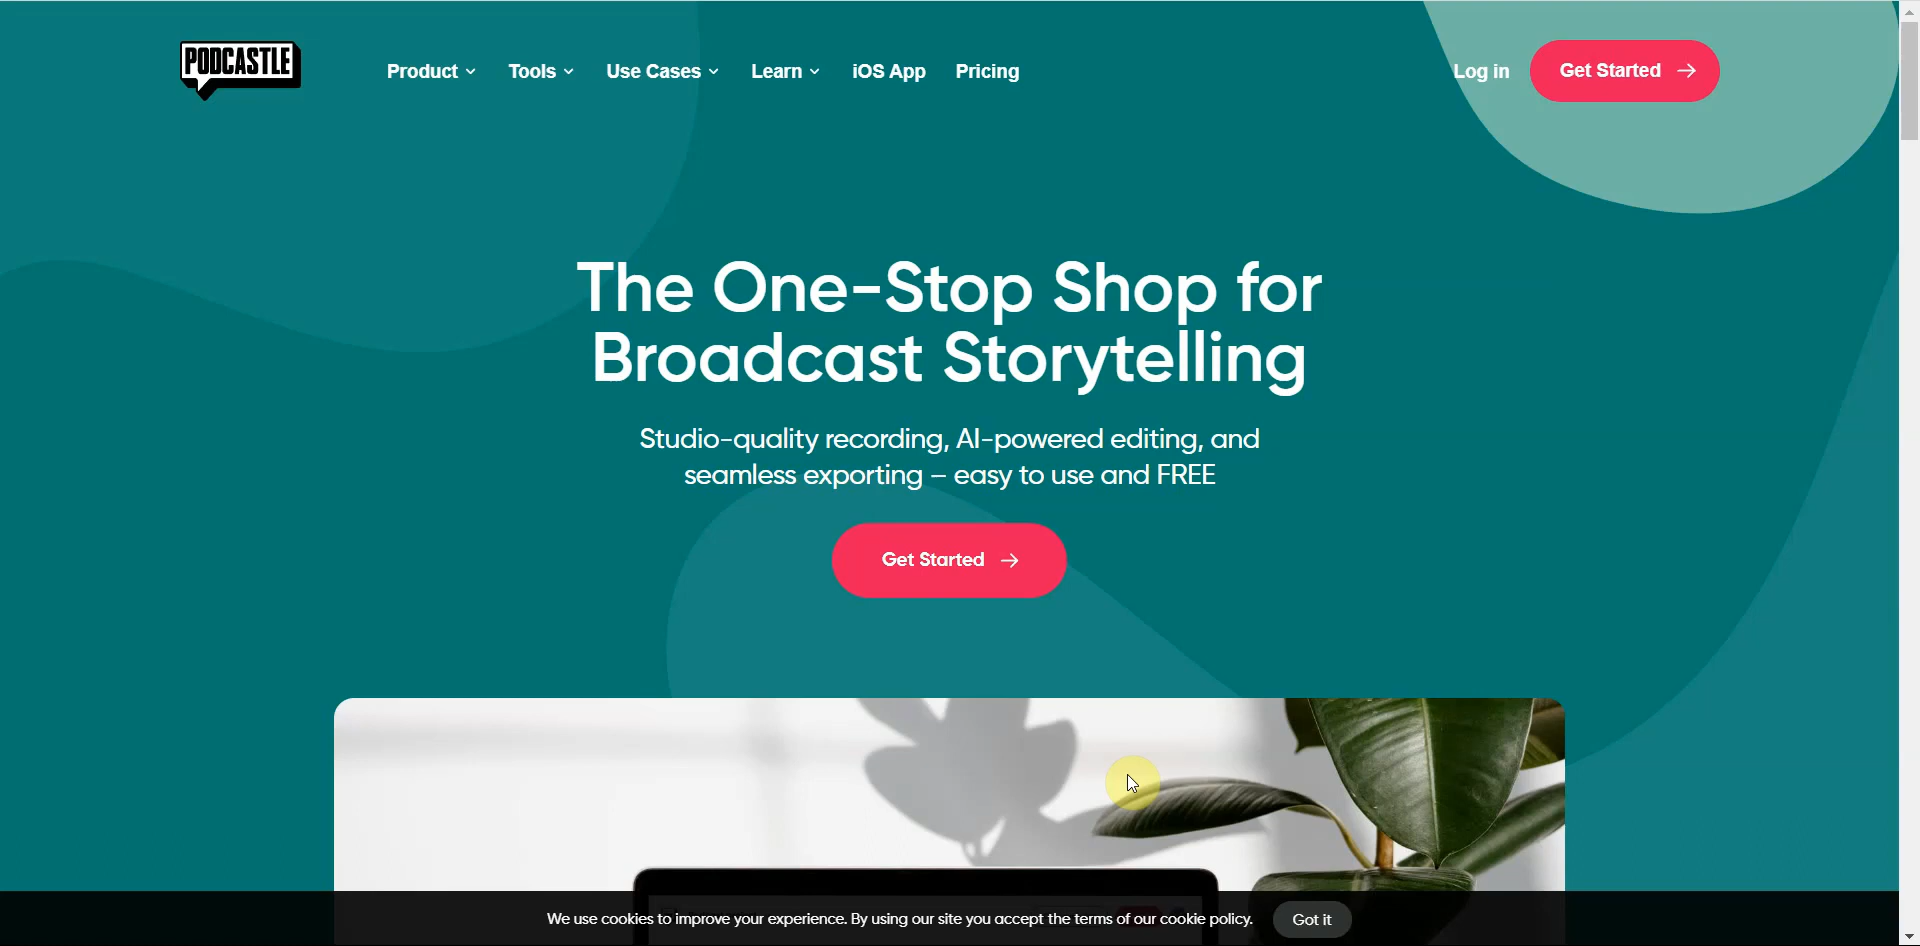 PODCASTLE
Product
Tools
Use Cases
Learn
iOS App
Pricing
Log in
Get Started
The One-Stop Shop for
Broadcast Storytelling
Studio-quality recording, AI-powered editing, and
seamless exporting – easy to use and FREE
Get Started
We use cookies to improve your experience. By using our site you accept the terms of our cookie policy.
Got it